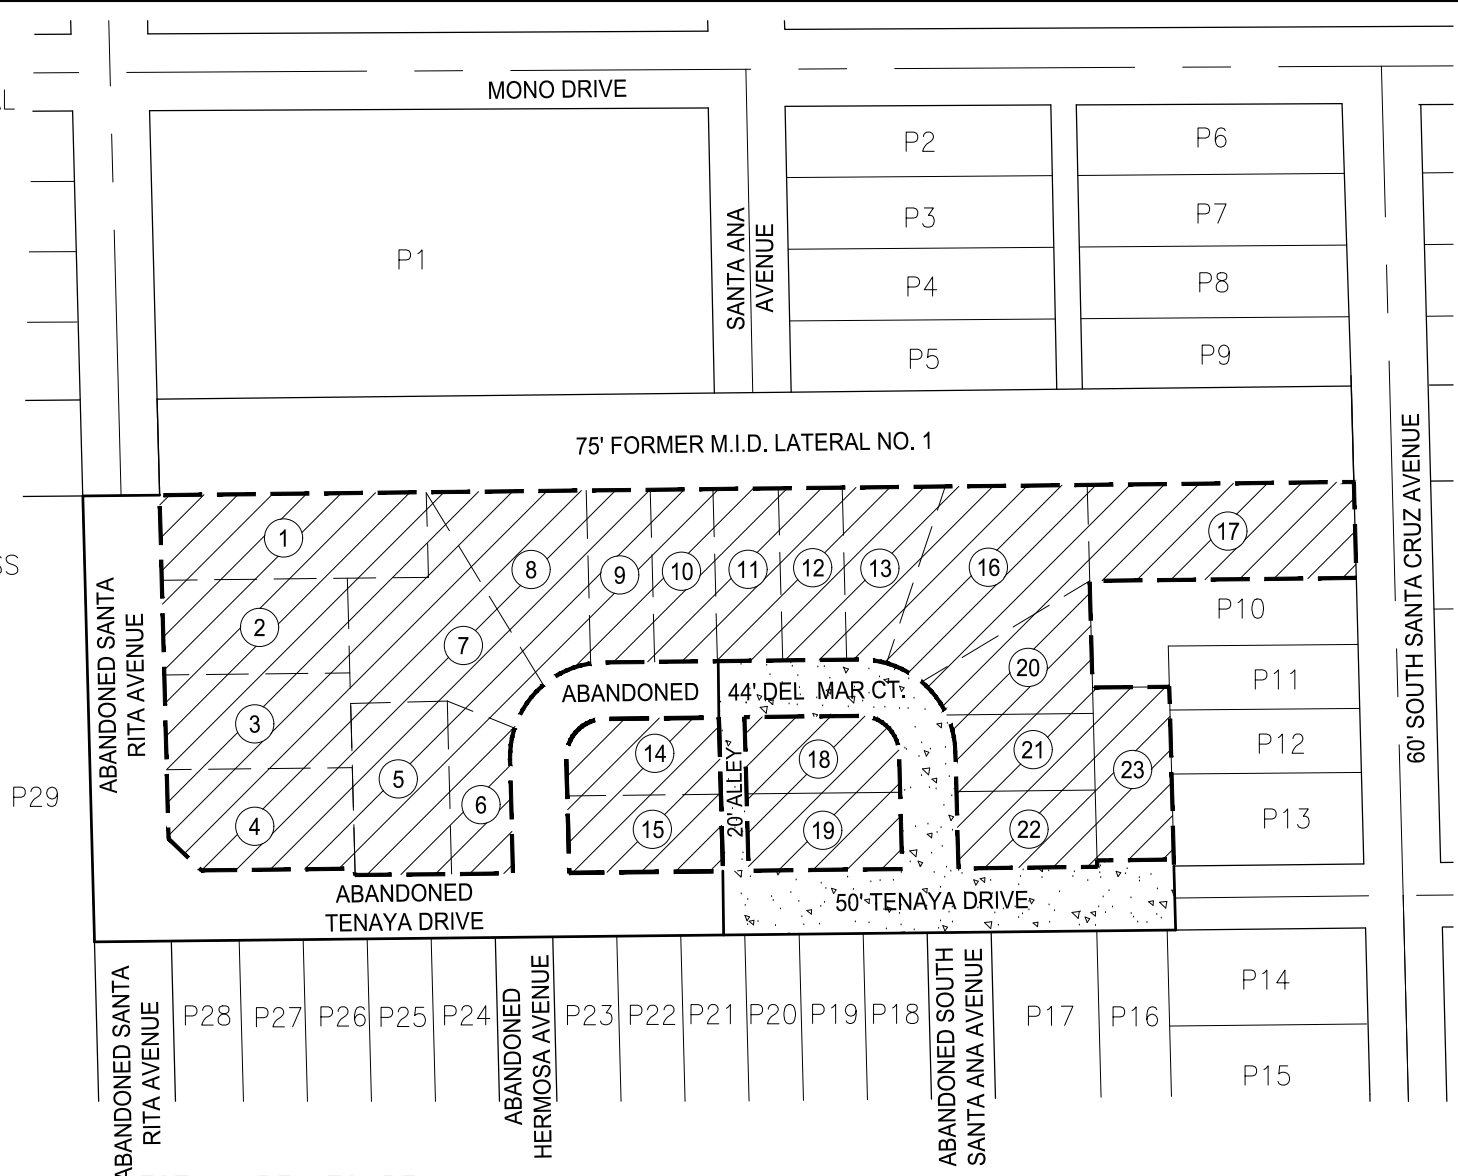 MONO DRIVE
P2
P6
P3
P7
SANTA ANA
AVENUE
P1
P4
P8
P5
P9
75' FORMER M.I.D. LATERAL NO. 1
60' SOUTH SANTA CRUZ AVENUE
1
17
8
9
10
11
12
13
16
ABANDONED SANTA
RITA AVENUE
2
7
P10
20
P11
ABANDONED
44' DEL MAR CT.
3
14
18
21
P12
5
23
20' ALLEY
P29
6
4
15
19
22
P13
ABANDONED
TENAYA DRIVE
50' TENAYA DRIVE
ABANDONED SANTA
RITA AVENUE
P28
P27
P26
P25
P24
ABANDONED
HERMOSA AVENUE
P23
P22
P21
P20
P19
P18
ABANDONED SOUTH
SANTA ANA AVENUE
P17
P16
P14
P15